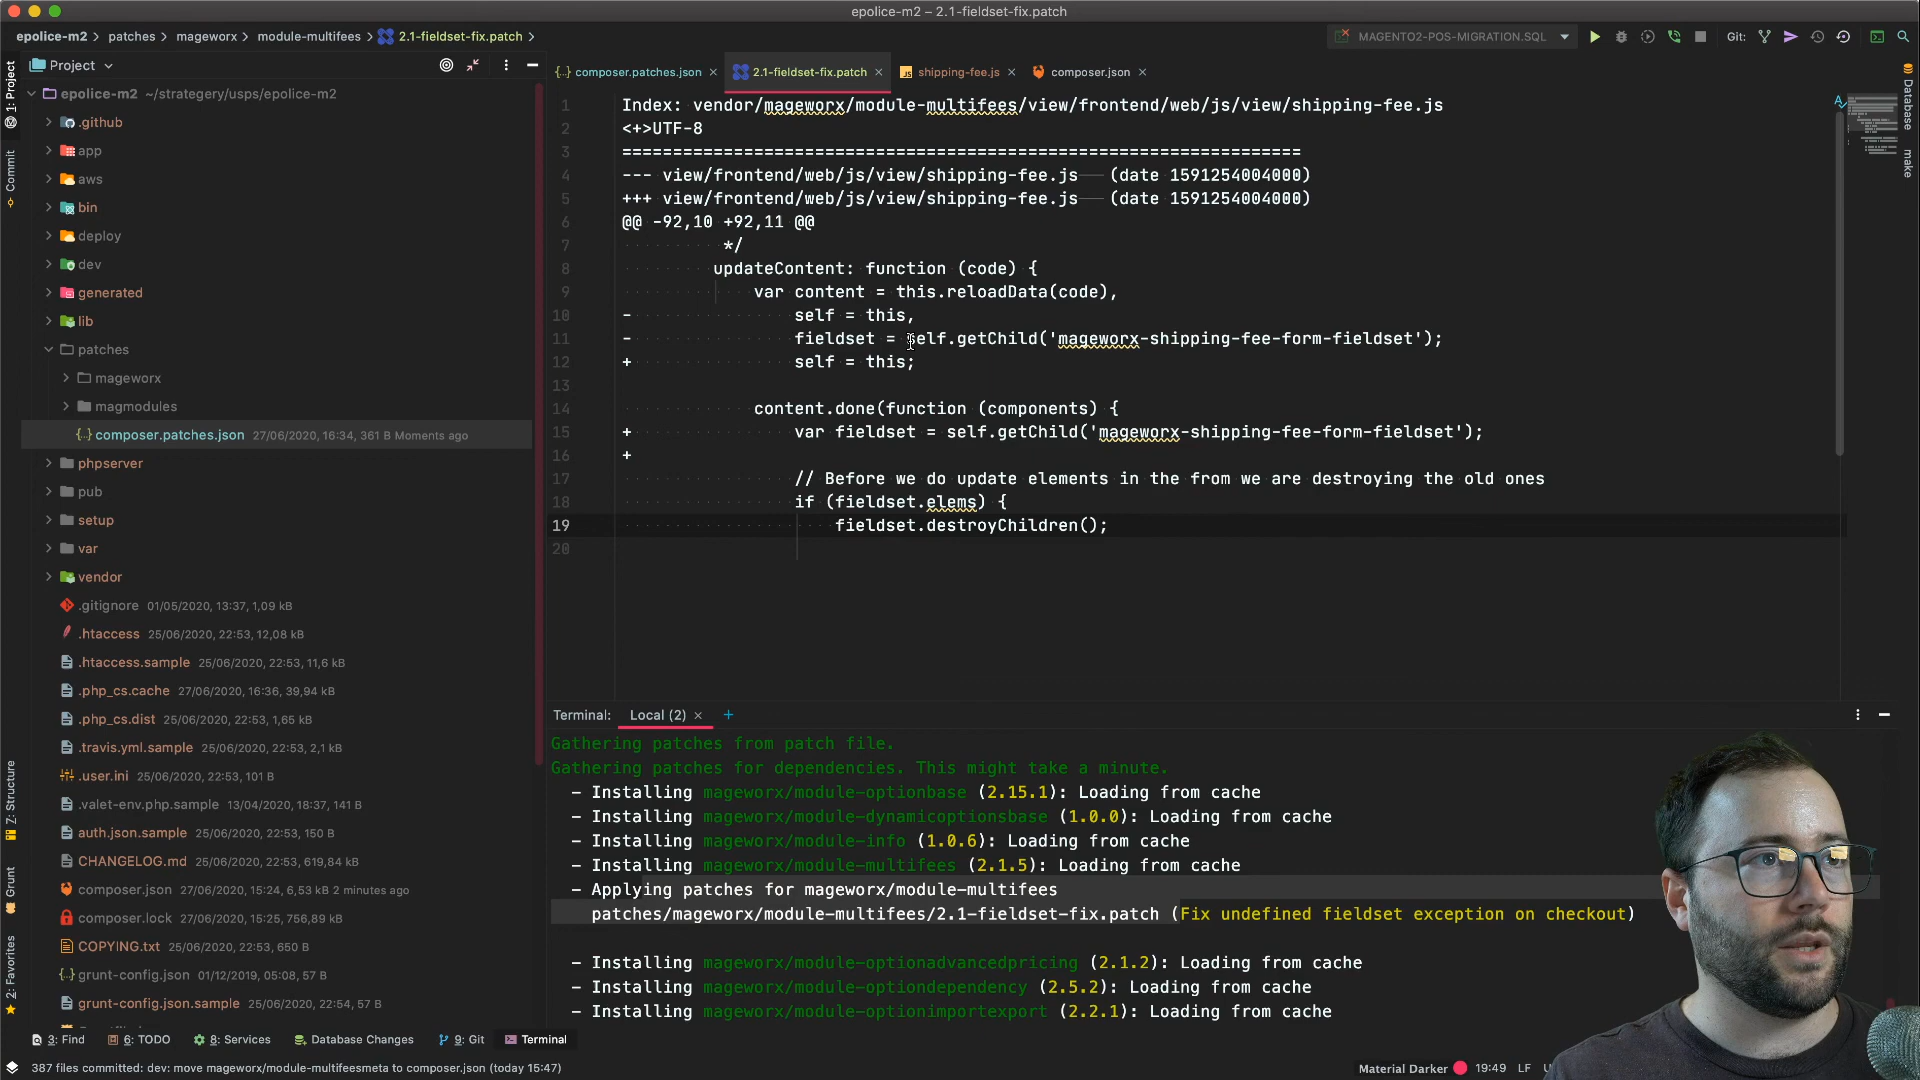 epolice-m2 – 2.1-fieldset-fix.patch
epolice-m2 > patches > mageworx > module-multifees > 2.1-fieldset-fix.patch >
MAGENTO2-POS-MIGRATION.SQL
Git:
1: Project
Commit
Z: Structure
Grunt
2: Favorites
Project
epolice-m2 ~/strategery/usps/epolice-m2
.github
app
aws
bin
deploy
dev
generated
lib
patches
mageworx
magmodules
composer.patches.json 27/06/2020, 16:34, 361 B Moments ago
phpserver
pub
setup
var
vendor
.gitignore 01/05/2020, 13:37, 1,09 kB
.htaccess 25/06/2020, 22:53, 12,08 kB
.htaccess.sample 25/06/2020, 22:53, 11,6 kB
.php_cs.cache 27/06/2020, 16:36, 39,94 kB
.php_cs.dist 25/06/2020, 22:53, 1,65 kB
.travis.yml.sample 25/06/2020, 22:53, 2,1 kB
.user.ini 25/06/2020, 22:53, 101 B
.valet-env.php.sample 13/04/2020, 18:37, 141 B
auth.json.sample 25/06/2020, 22:53, 150 B
CHANGELOG.md 25/06/2020, 22:53, 619,84 kB
composer.json 27/06/2020, 15:24, 6,53 kB 2 minutes ago
composer.lock 27/06/2020, 15:25, 756,89 kB
COPYING.txt 25/06/2020, 22:53, 650 B
grunt-config.json 01/12/2019, 05:08, 57 B
grunt-config.json.sample 25/06/2020, 22:54, 57 B
composer.patches.json 2.1-fieldset-fix.patch shipping-fee.js composer.json
1 Index: vendor/mageworx/module-multifees/view/frontend/web/js/view/shipping-fee.js
2 <+>UTF-8
3 ===================================================================
4 --- view/frontend/web/js/view/shipping-fee.js (date 1591254004000)
5 +++ view/frontend/web/js/view/shipping-fee.js (date 1591254004000)
6 @@ -92,10 +92,11 @@
7 */
8 updateContent: function (code) {
9 var content = this.reloadData(code),
10 - self = this,
11 - fieldset = self.getChild('mageworx-shipping-fee-form-fieldset');
12 + self = this;
13
14 content.done(function (components) {
15 + var fieldset = self.getChild('mageworx-shipping-fee-form-fieldset');
16 +
17 // Before we do update elements in the from we are destroying the old ones
18 if (fieldset.elems) {
19 fieldset.destroyChildren();
20
Database
make
Terminal: Local (2) +
Gathering patches from patch file.
Gathering patches for dependencies. This might take a minute.
- Installing mageworx/module-optionbase (2.15.1): Loading from cache
- Installing mageworx/module-dynamicoptionsbase (1.0.0): Loading from cache
- Installing mageworx/module-info (1.0.6): Loading from cache
- Installing mageworx/module-multifees (2.1.5): Loading from cache
- Applying patches for mageworx/module-multifees
patches/mageworx/module-multifees/2.1-fieldset-fix.patch (Fix undefined fieldset exception on checkout)
- Installing mageworx/module-optionadvancedpricing (2.1.2): Loading from cache
- Installing mageworx/module-optiondependency (2.5.2): Loading from cache
- Installing mageworx/module-optionimportexport (2.2.1): Loading from cache
3: Find 6: TODO 8: Services Database Changes 9: Git Terminal
387 files committed: dev: move mageworx/module-multifeesmeta to composer.json (today 15:47)
Material Darker 19:49 LF